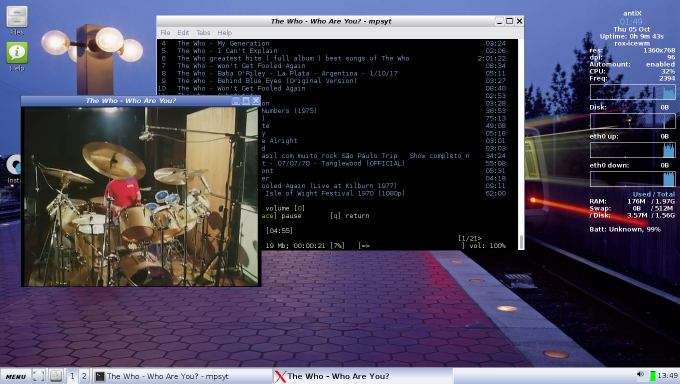 The Who - Who Are You? - mpsyt
File Edit Tabs Help
4 The Who - My Generation 03:24
5 The Who - I Can't Explain 02:06
6 The Who greatest hits ( full album ) best songs of The Who 2:01:22
7 The Who - Won't Get Fooled Again 08:34
8 The Who - Baba O'Riley - La Plata - Argentina - 1/10/17 05:11
9 The Who - Behind Blue Eyes (Original Version) 03:27
10 The Who - Won't Get Fooled Again 08:40
02:53
on 03:28
Numbers (1975) 36:53
) 75:13
te 49:08
y 05:18
e Alright 03:01
d 03:03
asil com muito rock São Paulo Trip Show completo n 34:24
t - 07/07/70 - Tanglewood [OFFICIAL] 55:08
ont 05:31
er 04:18
ooled Again (Live at Kilburn 1977) 09:11
Isle of Wight Festival 1970 (1080p) 62:00
volume [O]
ace] pause [q] return
[04:55]
[1/21>
19 Mb; 00:00:21 [7%] [=> ] vol: 100%
The Who - Who Are You?
Files
Help
Inst
antiX
01:49
Thu 05 Oct
Uptime: 0h 9m 43s
rox-icewm
res: 1360x768
dpi: 96
Automount: enabled
CPU: 32%
Freq: 2394
Disk: 0B
eth0 up: 0B
eth0 down: 0B
Used / Total
RAM: 176M / 1.97G
Swap: 0B / 512M
/ Disk: 3.57M / 1.56G
Batt: Unknown, 99%
MENU 1 2 The Who - Who Are You? - mpsyt The Who - Who Are You? 13:49